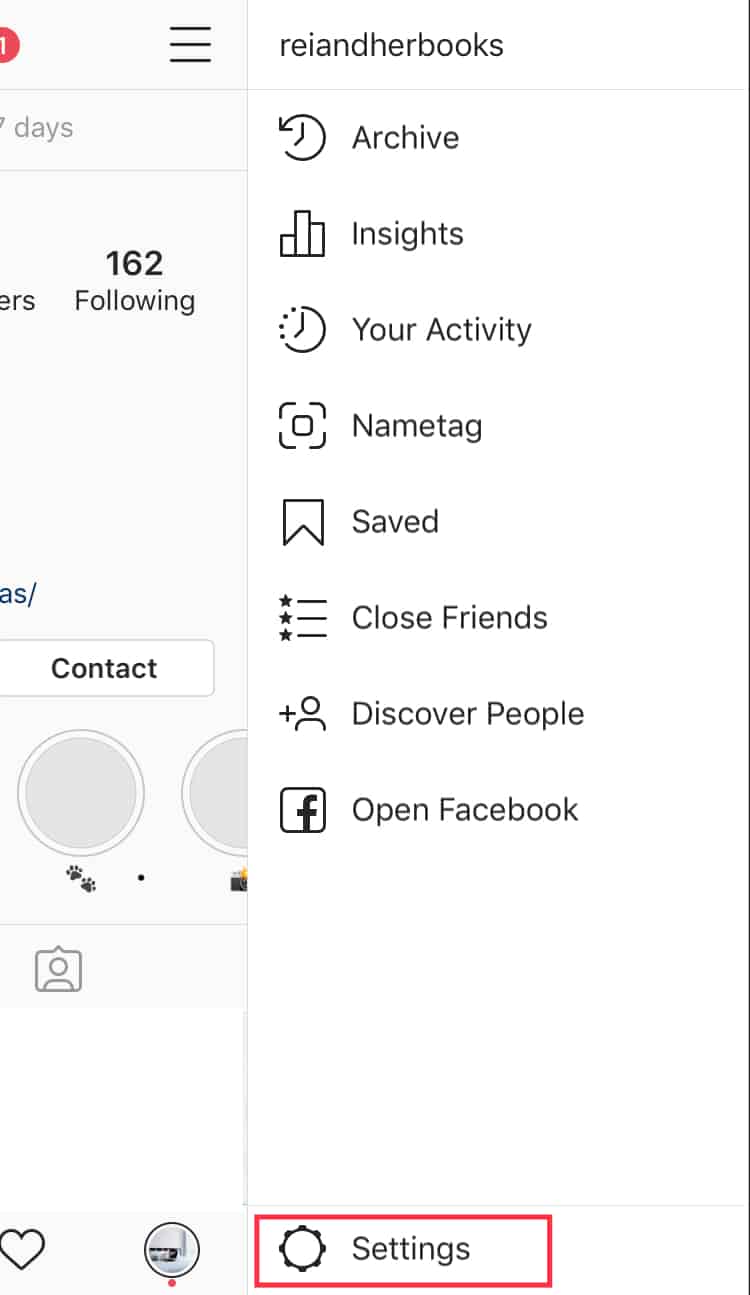 1
reiandherbooks
7 days
Archive
Insights
162
ers
Following
Your Activity
Nametag
Saved
as/
Close Friends
Contact
Discover People
Open Facebook
Settings